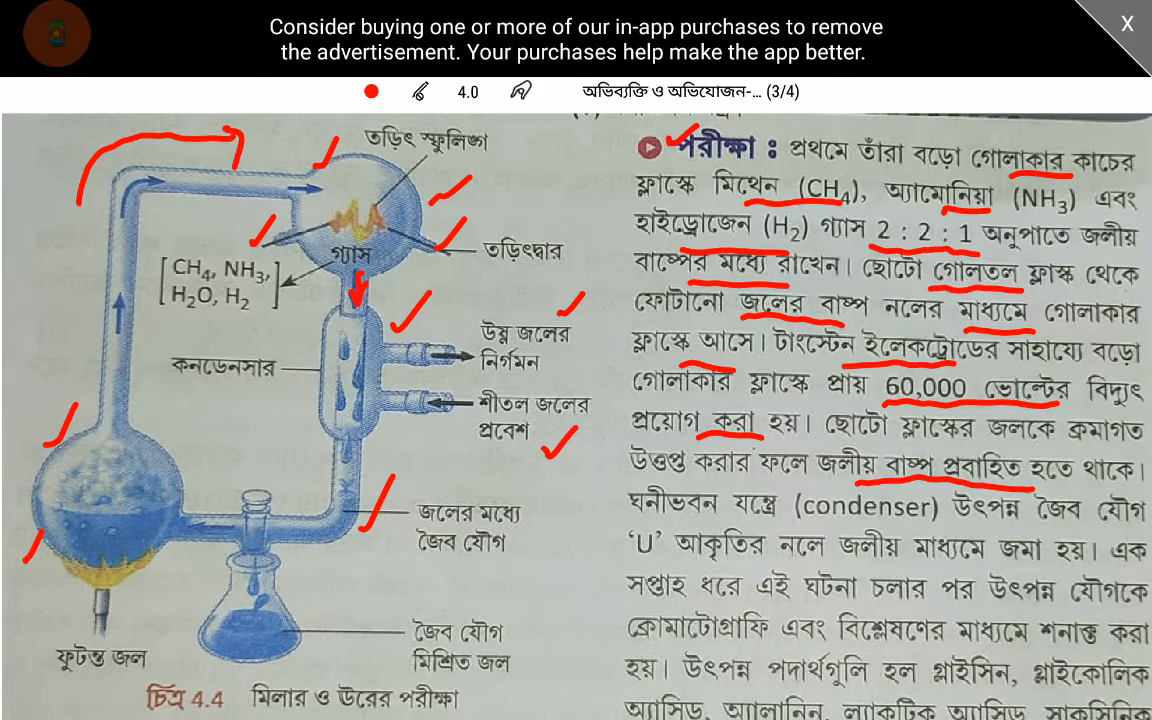 Consider buying one or more of our in-app purchases to remove
the advertisement. Your purchases help make the app better.
X
4.0
অভিব্যক্তি ও অভিযোজন-... (3/4)
তড়িৎ স্ফুলিঙ্গ
গ্যাস
তড়িৎদ্বার
CH₄, NH₃,
H₂O, H₂
উষ্ণ জলের
নির্গমন
কনডেনসার
শীতল জলের
প্রবেশ
জলের মধ্যে
জৈব যৌগ
জৈব যৌগ
মিশ্রিত জল
ফুটন্ত জল
চিত্র 4.4 মিলার ও উরের পরীক্ষা
পরীক্ষা : প্রথমে তাঁরা বড়ো গোলাকার কাচের
ফ্লাস্কে মিথেন (CH₄), অ্যামোনিয়া (NH₃) এবং
হাইড্রোজেন (H₂) গ্যাস 2 : 2 : 1 অনুপাতে জলীয়
বাষ্পের মধ্যে রাখেন। ছোটো গোলতল ফ্লাস্ক থেকে
ফোটানো জলের বাষ্প নলের মাধ্যমে গোলাকার
ফ্লাস্কে আসে। টাংস্টেন ইলেকট্রোডের সাহায্যে বড়ো
গোলাকার ফ্লাস্কে প্রায় 60,000 ভোল্টের বিদ্যুৎ
প্রয়োগ করা হয়। ছোটো ফ্লাস্কের জলকে ক্রমাগত
উত্তপ্ত করার ফলে জলীয় বাষ্প প্রবাহিত হতে থাকে।
ঘনীভবন যন্ত্রে (condenser) উৎপন্ন জৈব যৌগ
‘U’ আকৃতির নলে জলীয় মাধ্যমে জমা হয়। এক
সপ্তাহ ধরে এই ঘটনা চলার পর উৎপন্ন যৌগকে
ক্রোমাটোগ্রাফি এবং বিশ্লেষণের মাধ্যমে শনাক্ত করা
হয়। উৎপন্ন পদার্থগুলি হল গ্লাইসিন, গ্লাইকোলিক
অ্যাসিড, অ্যালানিন, ল্যাকটিক অ্যাসিড, সাকসিনিক